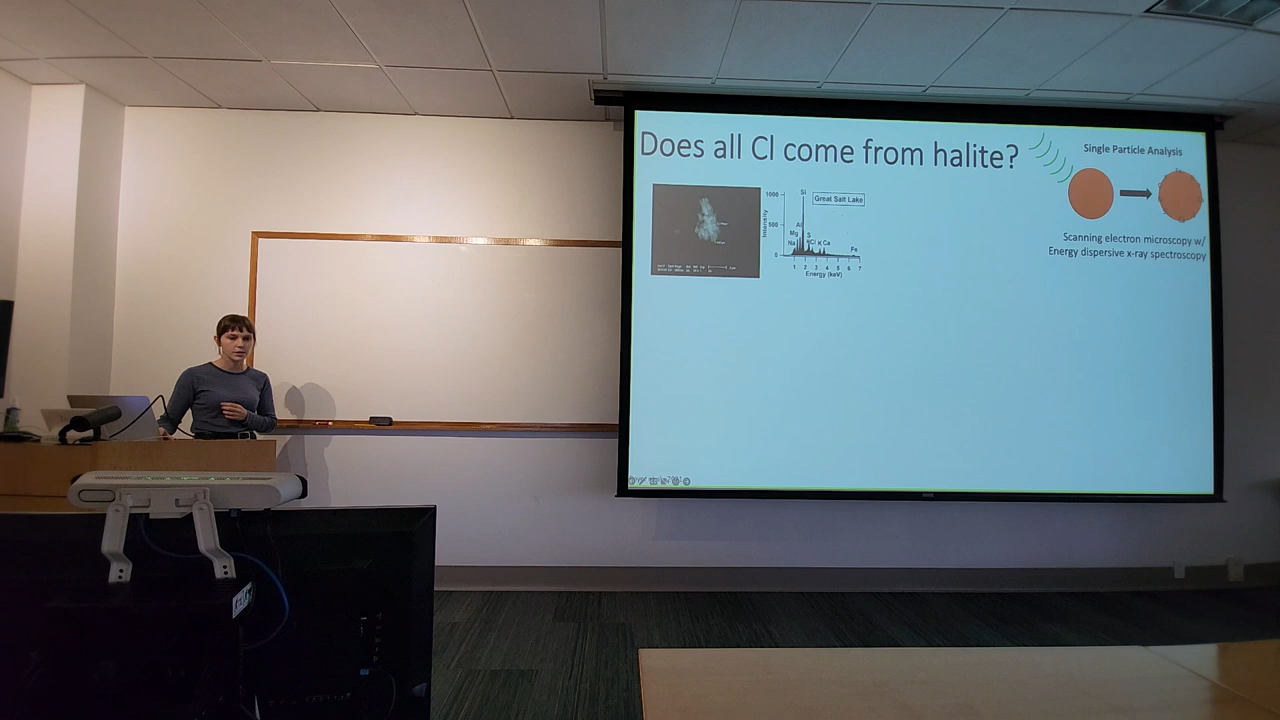 Does all Cl come from halite?
Single Particle Analysis
Scanning electron microscopy w/
Energy dispersive x-ray spectroscopy
Great Salt Lake
Intensity
1000
500
0
Si
Al
Mg
Na
S
Cl
K
Ca
Fe
1 2 3 4 5 6 7
Energy (keV)